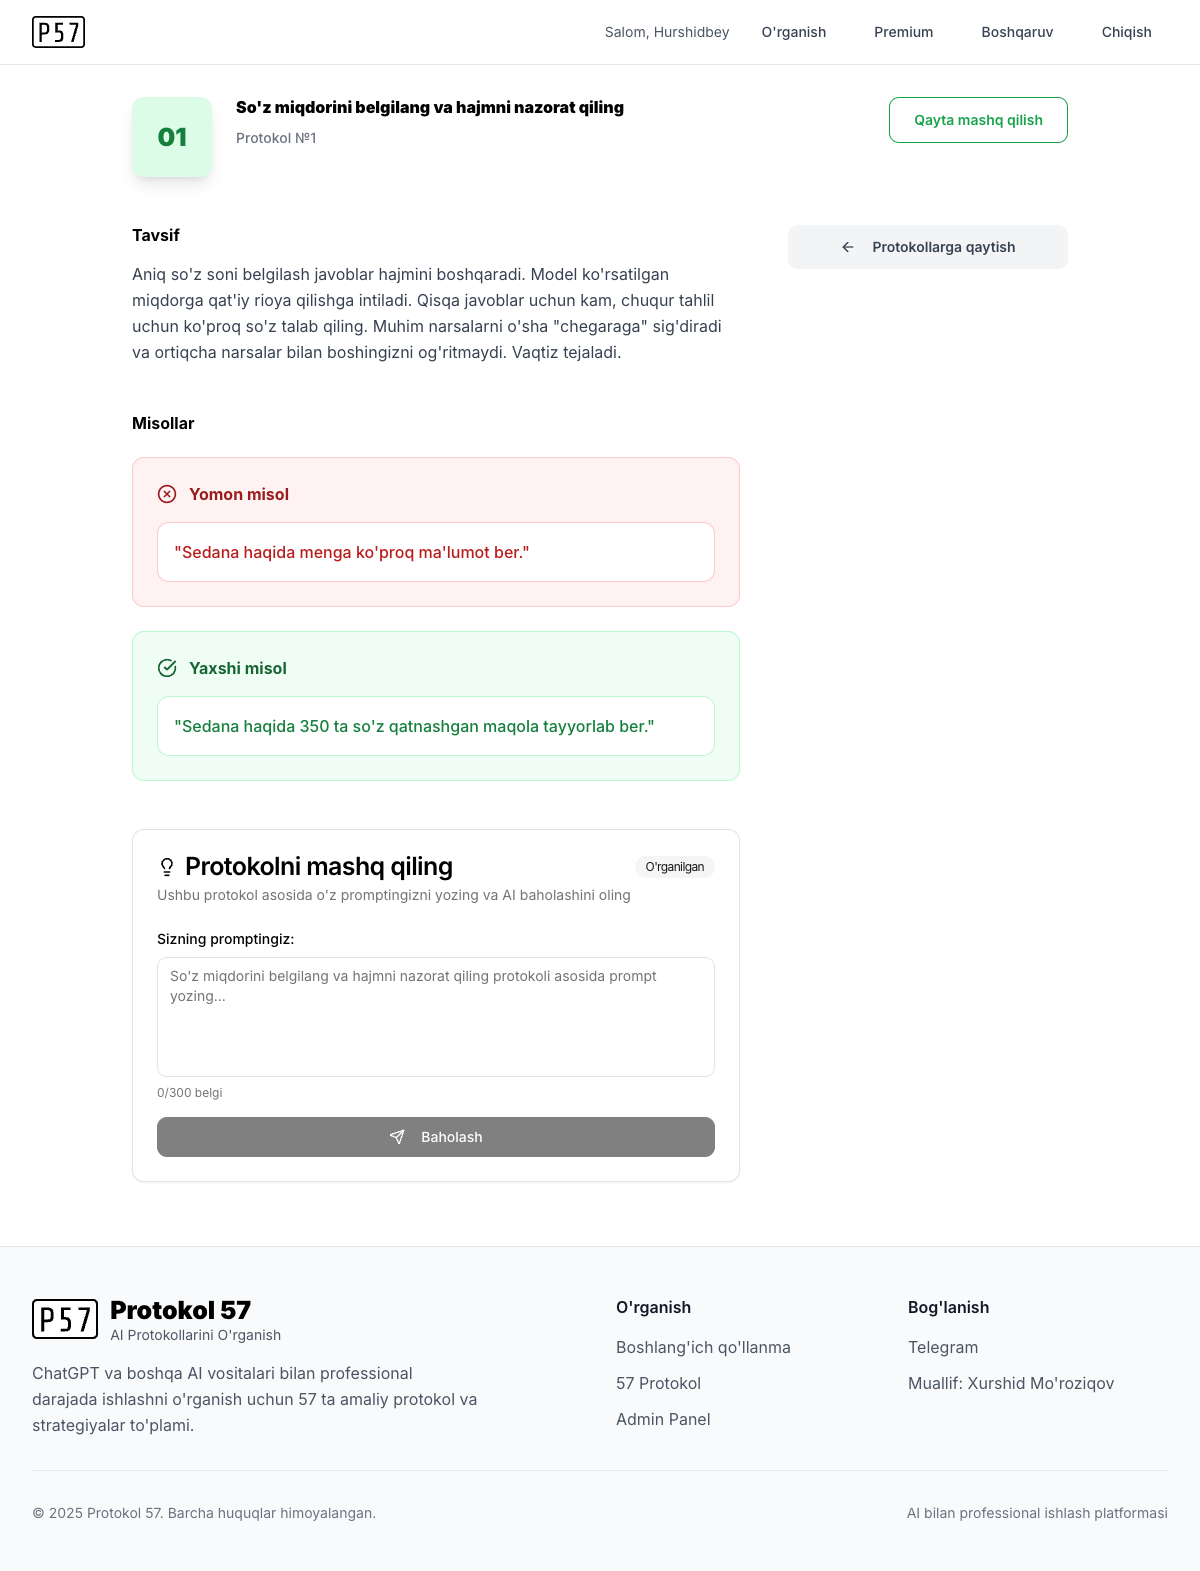 P57
Salom, Hurshidbey
O'rganish
Premium
Boshqaruv
Chiqish
01
So'z miqdorini belgilang va hajmni nazorat qiling
Protokol №1
Qayta mashq qilish
Tavsif
Aniq so'z soni belgilash javoblar hajmini boshqaradi. Model ko'rsatilgan
miqdorga qat'iy rioya qilishga intiladi. Qisqa javoblar uchun kam, chuqur tahlil
uchun ko'proq so'z talab qiling. Muhim narsalarni o'sha "chegaraga" sig'diradi
va ortiqcha narsalar bilan boshingizni og'ritmaydi. Vaqtiz tejaladi.
← Protokollarga qaytish
Misollar
Yomon misol
"Sedana haqida menga ko'proq ma'lumot ber."
Yaxshi misol
"Sedana haqida 350 ta so'z qatnashgan maqola tayyorlab ber."
Protokolni mashq qiling
O'rganilgan
Ushbu protokol asosida o'z promptingizni yozing va AI baholashini oling
Sizning promptingiz:
So'z miqdorini belgilang va hajmni nazorat qiling protokoli asosida prompt
yozing...
0/300 belgi
Baholash
P57
Protokol 57
AI Protokollarini O'rganish
ChatGPT va boshqa AI vositalari bilan professional
darajada ishlashni o'rganish uchun 57 ta amaliy protokol va
strategiyalar to'plami.
O'rganish
Boshlang'ich qo'llanma
57 Protokol
Admin Panel
Bog'lanish
Telegram
Muallif: Xurshid Mo'roziqov
© 2025 Protokol 57. Barcha huquqlar himoyalangan.
AI bilan professional ishlash platformasi